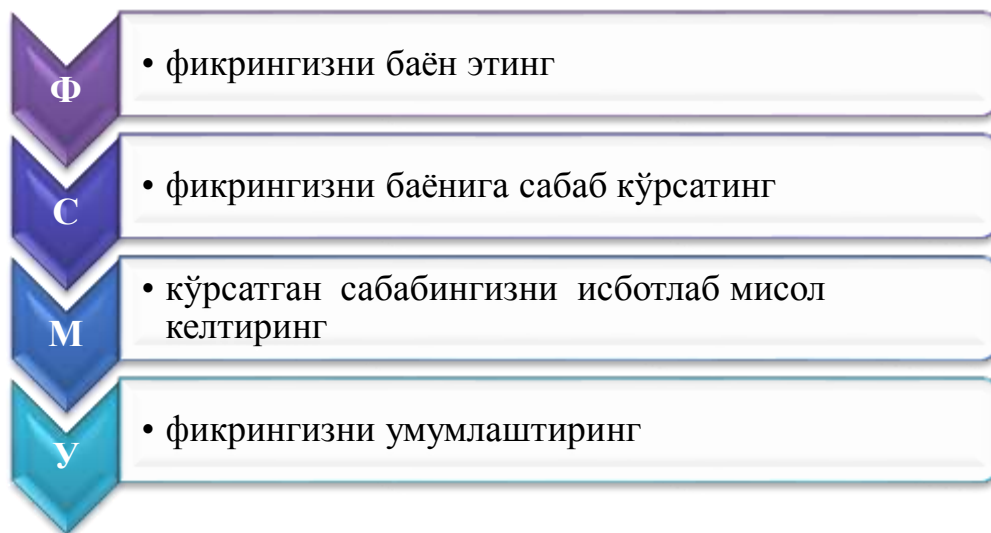 Ф
• фикрингизни баён этинг
С
• фикрингизни баёнига сабаб кўрсатинг
М
• кўрсатган сабабингизни исботлаб мисол
келтиринг
У
• фикрингизни умумлаштиринг